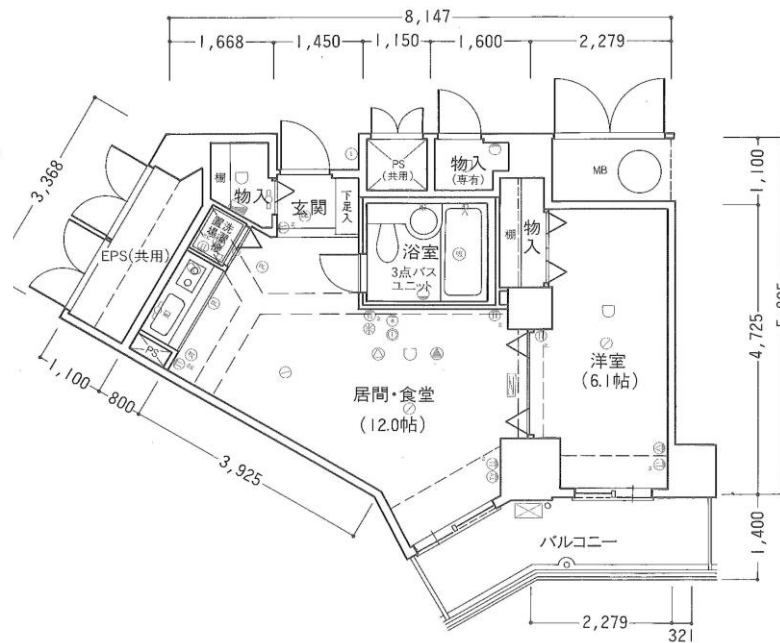 8,147
1,668
1,450
1,150
1,600
2,279
3,368
1,100
4,725
1,400
1,100
800
3,925
2,279
321
EPS(共用)
棚
物入
玄関
下足入
PS
(共用)
物入
(専有)
MB
洗濯機
置場
浴室
3点バス
ユニット
棚
物入
PS
居間・食堂
(12.0帖)
洋室
(6.1帖)
バルコニー